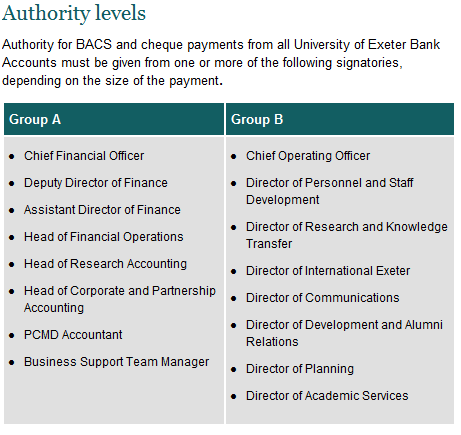 Authority levels
Authority for BACS and cheque payments from all University of Exeter Bank
Accounts must be given from one or more of the following signatories,
depending on the size of the payment.
Group A
Chief Financial Officer
Deputy Director of Finance
Assistant Director of Finance
Head of Financial Operations
Head of Research Accounting
Head of Corporate and Partnership
Accounting
PCMD Accountant
Business Support Team Manager
Group B
Chief Operating Officer
Director of Personnel and Staff
Development
Director of Research and Knowledge
Transfer
Director of International Exeter
Director of Communications
Director of Development and Alumni
Relations
Director of Planning
Director of Academic Services